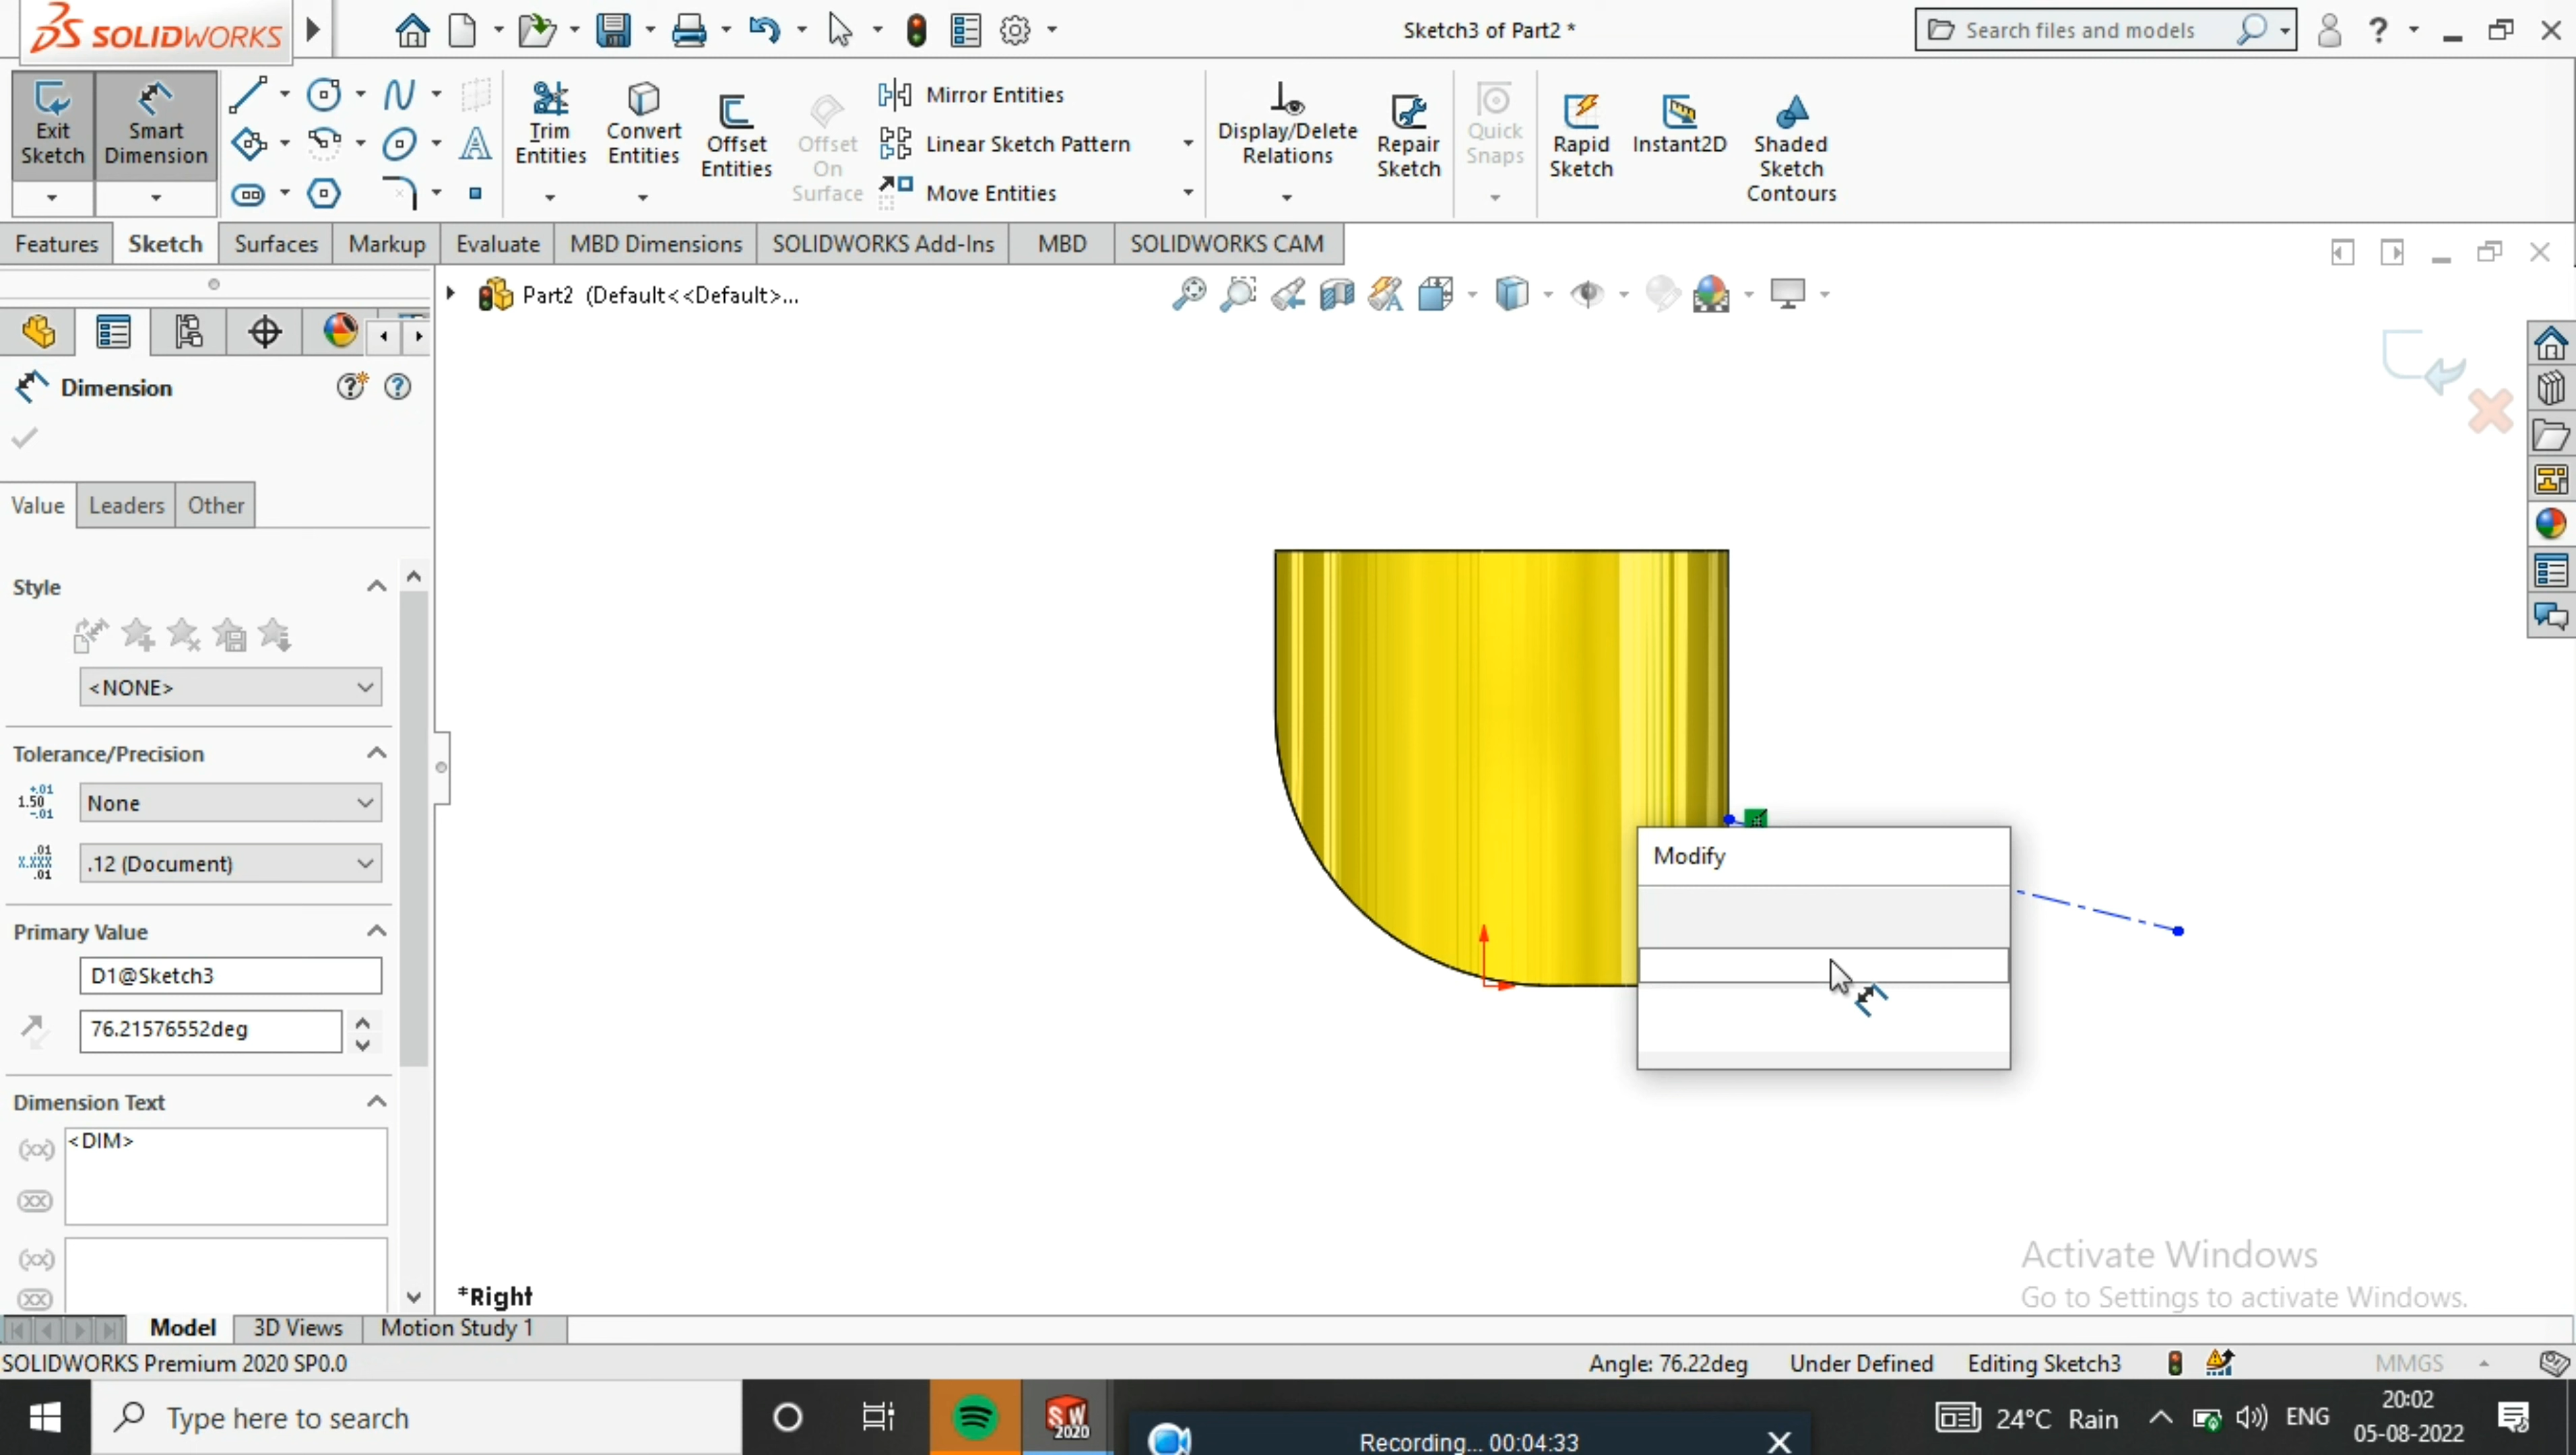 SOLIDWORKS
Sketch3 of Part2 *
Search files and models
?
Exit Sketch
Smart Dimension
Trim Entities
Convert Entities
Offset Entities
Offset On Surface
Mirror Entities
Linear Sketch Pattern
Move Entities
Display/Delete Relations
Repair Sketch
Quick Snaps
Rapid Sketch
Instant2D
Shaded Sketch Contours
Features
Sketch
Surfaces
Markup
Evaluate
MBD Dimensions
SOLIDWORKS Add-Ins
MBD
SOLIDWORKS CAM
Part2 (Default<<Default>...
Dimension
Value
Leaders
Other
Style
<NONE>
Tolerance/Precision
None
.12 (Document)
Primary Value
D1@Sketch3
76.21576552deg
Dimension Text
<DIM>
Modify
*Right
Activate Windows
Go to Settings to activate Windows.
Model
3D Views
Motion Study 1
SOLIDWORKS Premium 2020 SP0.0
Angle: 76.22deg
Under Defined
Editing Sketch3
MMGS
Type here to search
SW 2020
Recording... 00:04:33
24°C Rain
ENG
20:02
05-08-2022